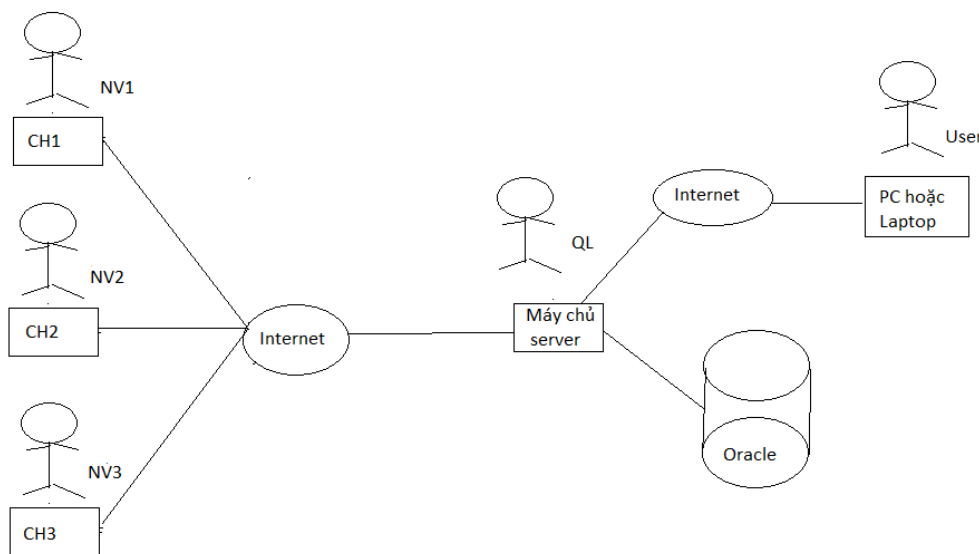 NV1
CH1
NV2
CH2
NV3
CH3
Internet
QL
Máy chủ
server
Internet
User
PC hoặc
Laptop
Oracle